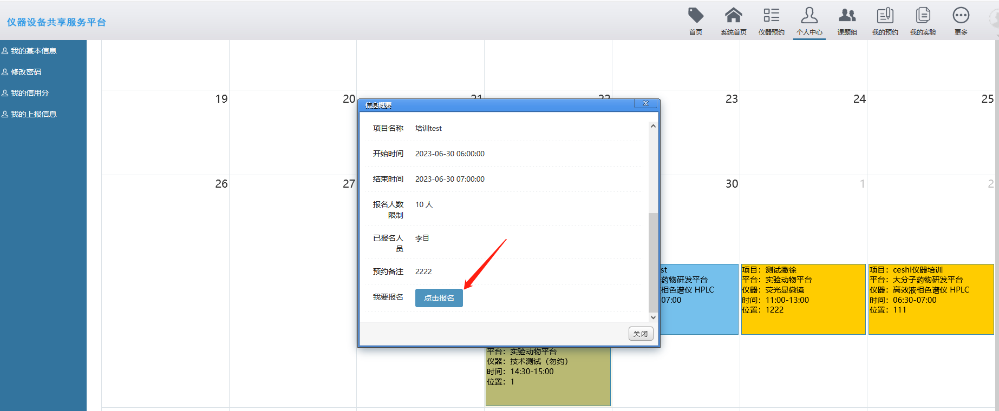 仪器设备共享服务平台
首页
系统首页
仪器预约
个人中心
课题组
我的预约
我的实验
更多
我的基本信息
修改密码
我的信用分
我的上报信息
19
20
21
22
23
24
25
信息概要
x
项目名称 培训test
开始时间 2023-06-30 06:00:00
结束时间 2023-06-30 07:00:00
报名人数
限制
10 人
已报名人
员
李目
预约备注 2222
我要报名 点击报名
关闭
26
27
30
1
2
st
药物研发平台
相色谱仪 HPLC
07:00
项目：测试撤徐
平台：实验动物平台
仪器：荧光显微镜
时间：11:00-13:00
位置：1222
项目：ceshi仪器培训
平台：大分子药物研发平台
仪器：高效液相色谱仪 HPLC
时间：06:30-07:00
位置：111
平台：实验动物平台
仪器：技术测试（勿约）
时间：14:30-15:00
位置：1